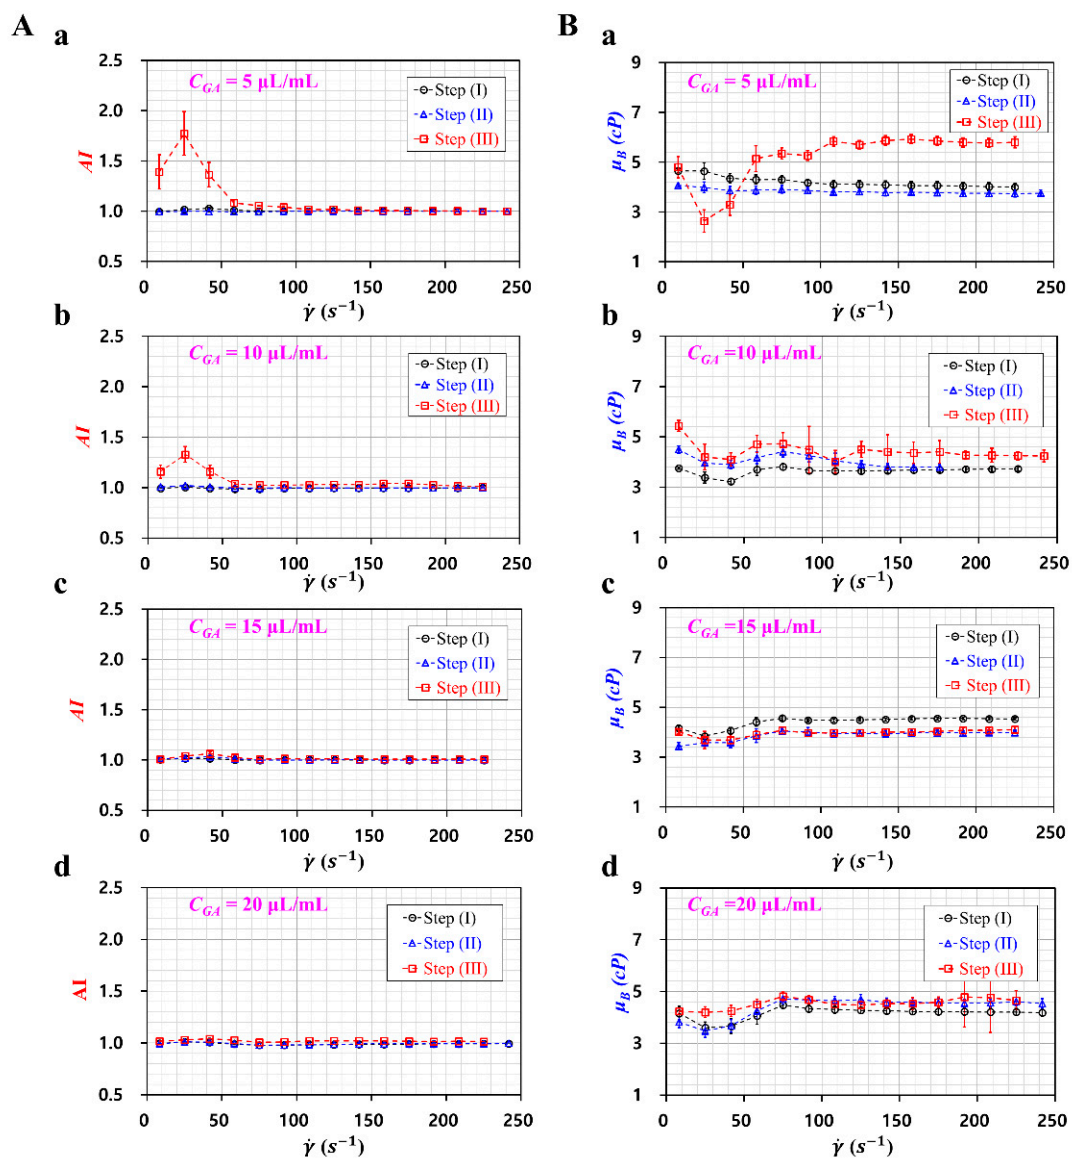 A
a
C_GA = 5 μL/mL
Step (I)
Step (II)
Step (III)
AI
2.5
2.0
1.5
1.0
0.5
0 50 100 150 200 250
γ̇ (s⁻¹)
b
C_GA = 10 μL/mL
Step (I)
Step (II)
Step (III)
AI
2.5
2.0
1.5
1.0
0.5
0 50 100 150 200 250
γ̇ (s⁻¹)
c
C_GA = 15 μL/mL
Step (I)
Step (II)
Step (III)
AI
2.5
2.0
1.5
1.0
0.5
0 50 100 150 200 250
γ̇ (s⁻¹)
d
C_GA = 20 μL/mL
Step (I)
Step (II)
Step (III)
AI
2.5
2.0
1.5
1.0
0.5
0 50 100 150 200 250
γ̇ (s⁻¹)
B
a
C_GA = 5 μL/mL
Step (I)
Step (II)
Step (III)
μ_B (cP)
9
7
5
3
1
0 50 100 150 200 250
γ̇ (s⁻¹)
b
C_GA =10 μL/mL
Step (I)
Step (II)
Step (III)
μ_B (cP)
9
7
5
3
1
0 50 100 150 200 250
γ̇ (s⁻¹)
c
C_GA =15 μL/mL
Step (I)
Step (II)
Step (III)
μ_B (cP)
9
7
5
3
1
0 50 100 150 200 250
γ̇ (s⁻¹)
d
C_GA =20 μL/mL
Step (I)
Step (II)
Step (III)
μ_B (cP)
9
7
5
3
1
0 50 100 150 200 250
γ̇ (s⁻¹)